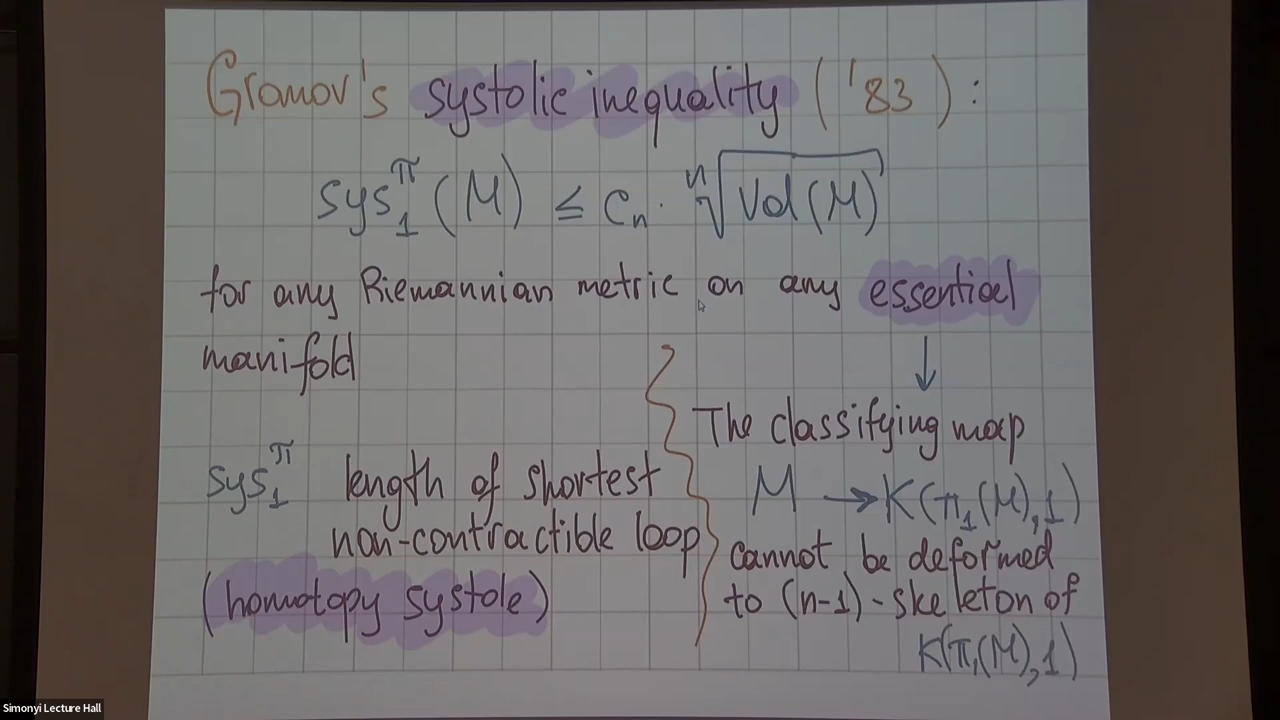 Gromov's systolic inequality ('83):
sys₁^π(M) ≤ cₙ · ⁿ√Vol(M)
for any Riemannian metric on any essential
manifold
sys₁^π length of shortest
non-contractible loop
(homotopy systole)
The classifying map
M → K(π₁(M),1)
cannot be deformed
to (n-1)-skeleton of
K(π₁(M),1)
Simonyi Lecture Hall